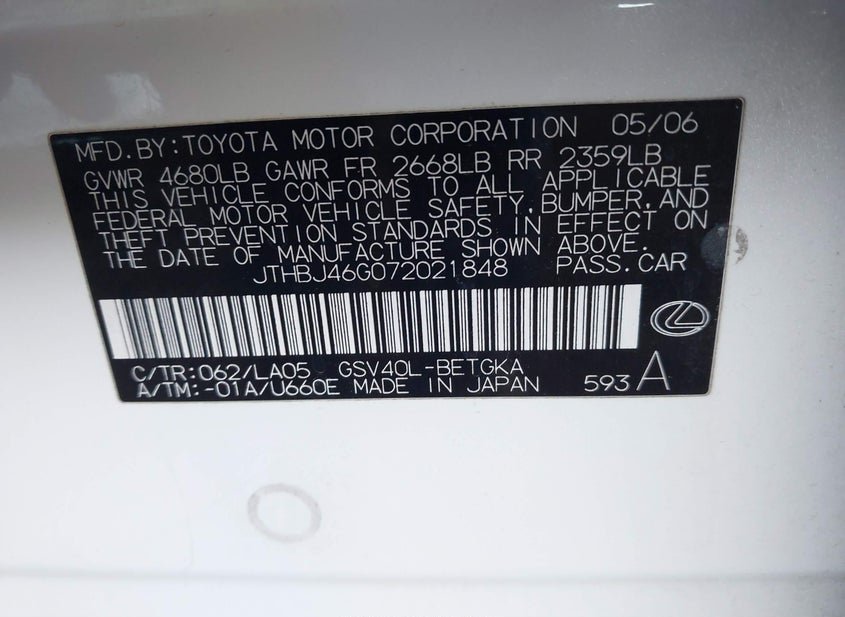 MFD.BY:TOYOTA MOTOR CORPORATION 05/06
GVWR 4680LB GAWR FR 2668LB RR 2359LB
THIS VEHICLE CONFORMS TO ALL APPLICABLE
FEDERAL MOTOR VEHICLE SAFETY,BUMPER,AND
THEFT PREVENTION STANDARDS IN EFFECT ON
THE DATE OF MANUFACTURE SHOWN ABOVE.
JTHBJ46G072021848 PASS.CAR
C/TR:062/LA05 GSV40L-BETGKA
A/TM:-01A/U660E MADE IN JAPAN 593 A